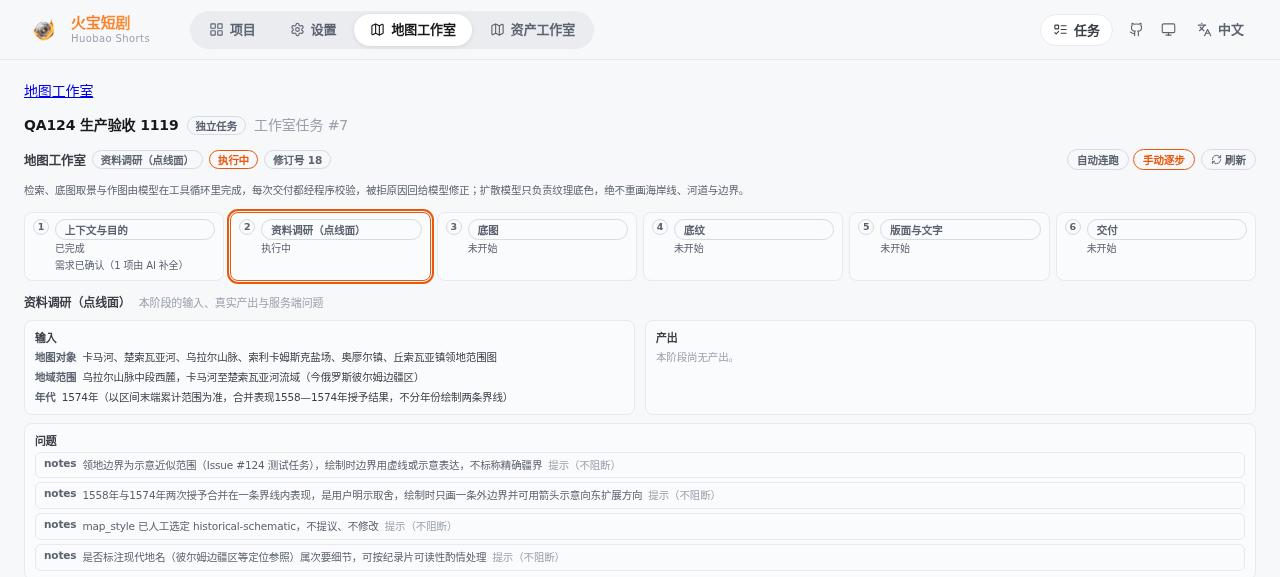 火宝短剧
Huobao Shorts
项目
设置
地图工作室
资产工作室
任务
中文
地图工作室
QA124 生产验收 1119 独立任务 工作室任务 #7
地图工作室 资料调研（点线面） 执行中 修订号 18
自动连跑 手动逐步 刷新
检索、底图取景与作图由模型在工具循环里完成，每次交付都经程序校验，被拒原因回给模型修正；扩散模型只负责纹理底色，绝不重画海岸线、河道与边界。
1 上下文与目的
已完成
需求已确认（1 项由 AI 补全）
2 资料调研（点线面）
执行中
3 底图
未开始
4 底纹
未开始
5 版面与文字
未开始
6 交付
未开始
资料调研（点线面） 本阶段的输入、真实产出与服务端问题
输入
地图对象 卡马河、楚索瓦亚河、乌拉尔山脉、索利卡姆斯克盐场、奥廖尔镇、丘索瓦亚镇领地范围图
地域范围 乌拉尔山脉中段西麓，卡马河至楚索瓦亚河流域（今俄罗斯彼尔姆边疆区）
年代 1574年（以区间末端累计范围为准，合并表现1558—1574年授予结果，不分年份绘制两条界线）
产出
本阶段尚无产出。
问题
notes 领地边界为示意近似范围（Issue #124 测试任务），绘制时边界用虚线或示意表达，不标称精确疆界 提示（不阻断）
notes 1558年与1574年两次授予合并在一条界线内表现，是用户明示取舍，绘制时只画一条外边界并可用箭头示意向东扩展方向 提示（不阻断）
notes map_style 已人工选定 historical-schematic，不提议、不修改 提示（不阻断）
notes 是否标注现代地名（彼尔姆边疆区等定位参照）属次要细节，可按纪录片可读性酌情处理 提示（不阻断）